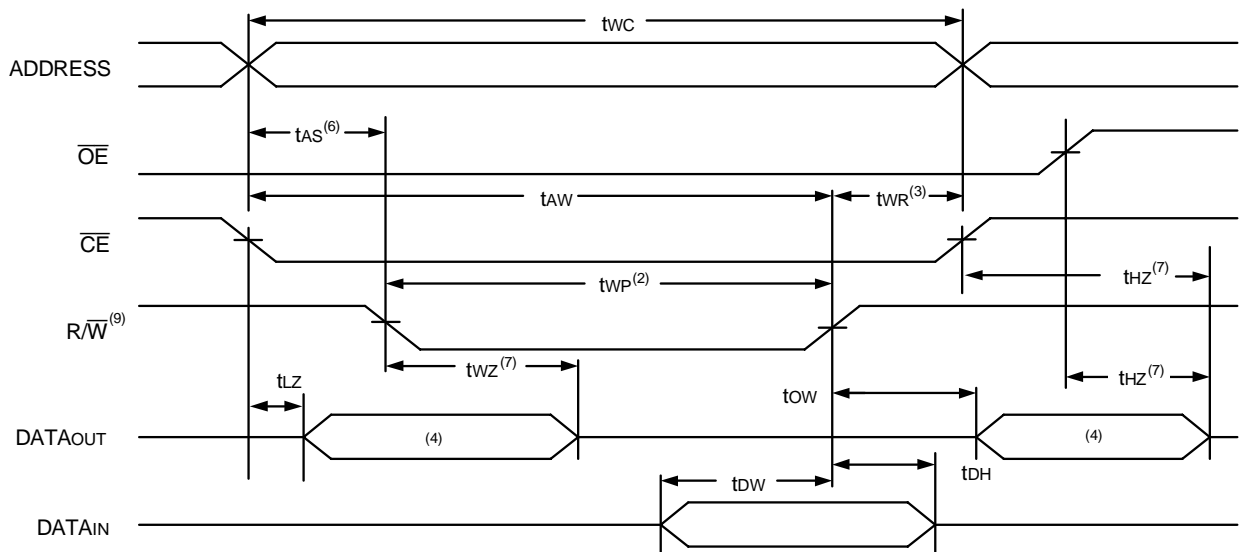 tWC
ADDRESS
tAS(6)
OE
tAW
tWR(3)
CE
tWP(2)
tHZ(7)
R/W(9)
tWZ(7)
tLZ
tHZ(7)
tOW
DATAOUT
(4)
(4)
tDH
tDW
DATAIN